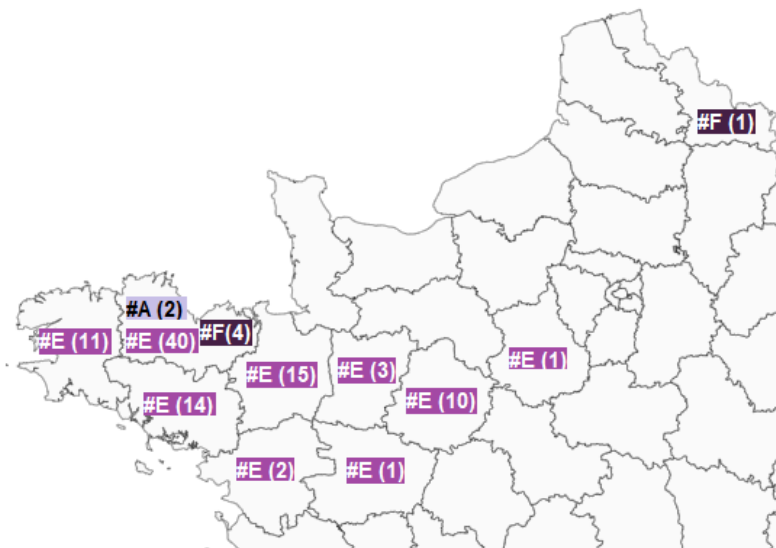 #F (1)
#A (2)
#E (11)
#E (40)
#F(4)
#E (15)
#E (3)
#E (1)
#E (14)
#E (10)
#E (2)
#E (1)